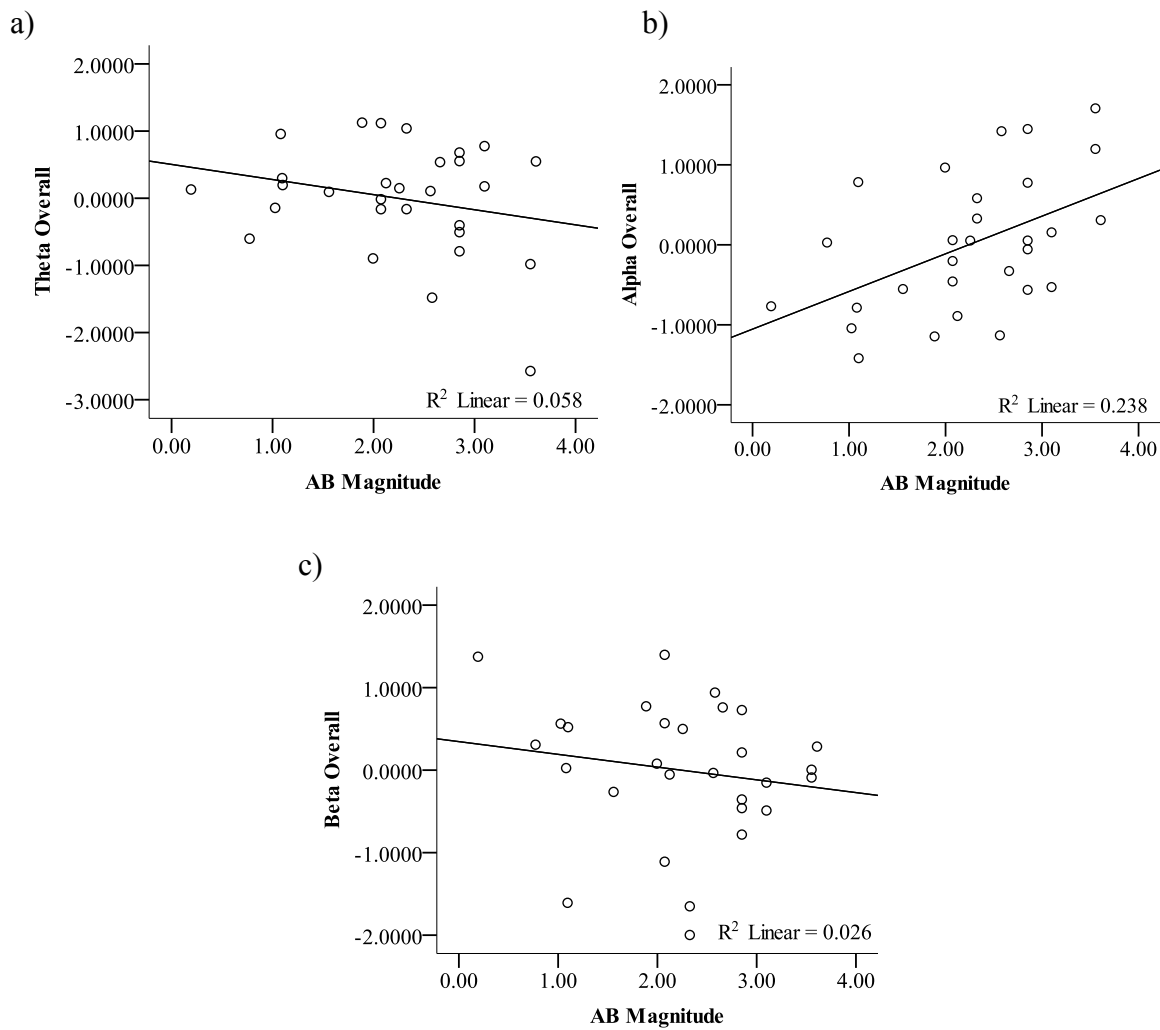 a)
2.0000
1.0000
0.0000
-1.0000
-2.0000
-3.0000
Theta Overall
R² Linear = 0.058
0.00 1.00 2.00 3.00 4.00
AB Magnitude
b)
2.0000
1.0000
0.0000
-1.0000
-2.0000
Alpha Overall
R² Linear = 0.238
0.00 1.00 2.00 3.00 4.00
AB Magnitude
c)
2.0000
1.0000
0.0000
-1.0000
-2.0000
Beta Overall
R² Linear = 0.026
0.00 1.00 2.00 3.00 4.00
AB Magnitude